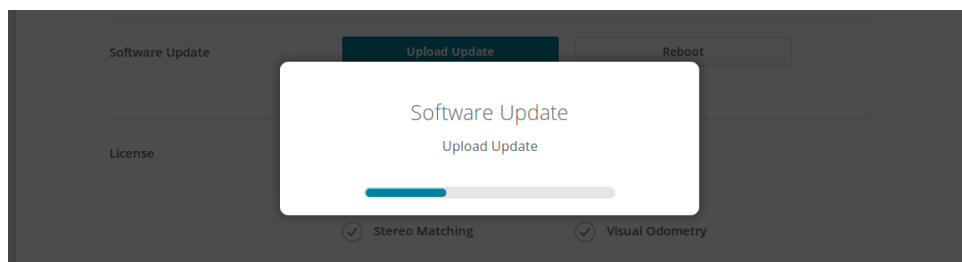 Software Update
Upload Update
Reboot
Software Update
Upload Update
License
Stereo Matching
Visual Odometry